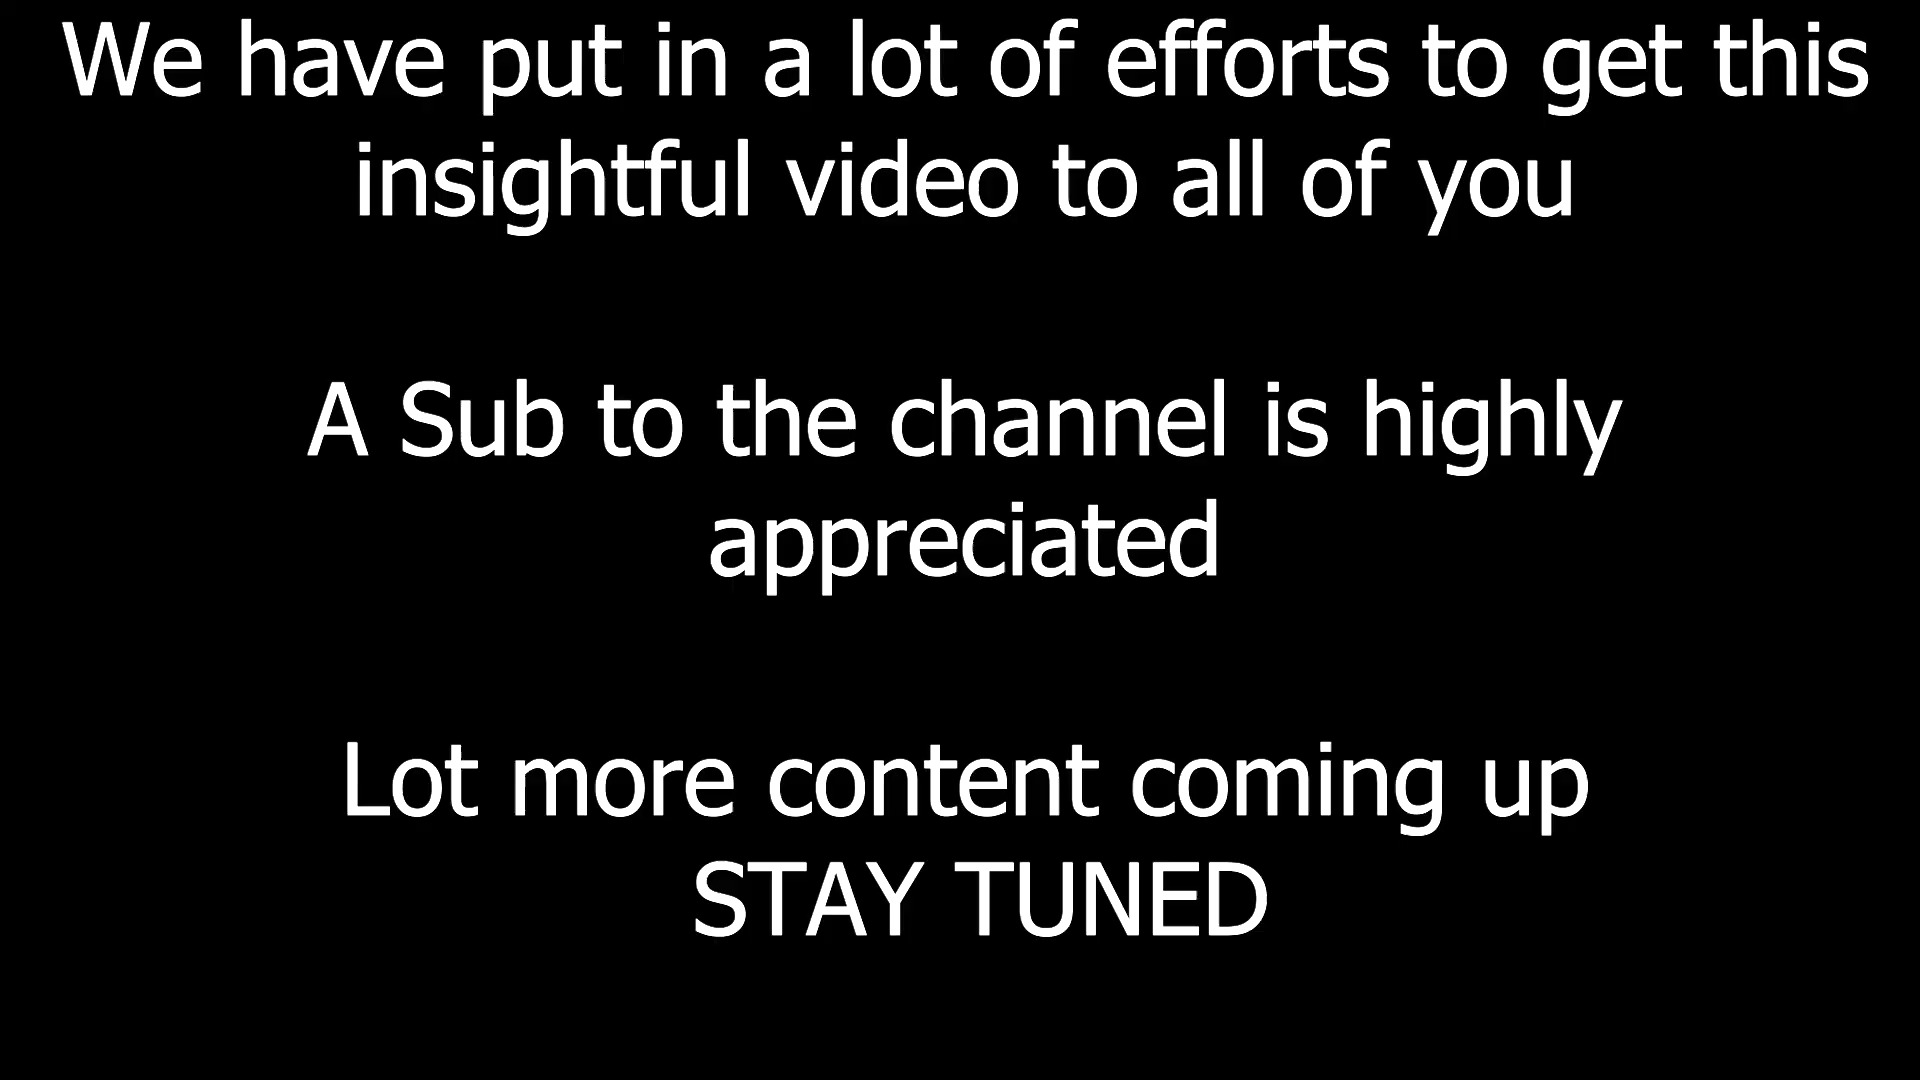 We have put in a lot of efforts to get this
insightful video to all of you
A Sub to the channel is highly
appreciated
Lot more content coming up
STAY TUNED